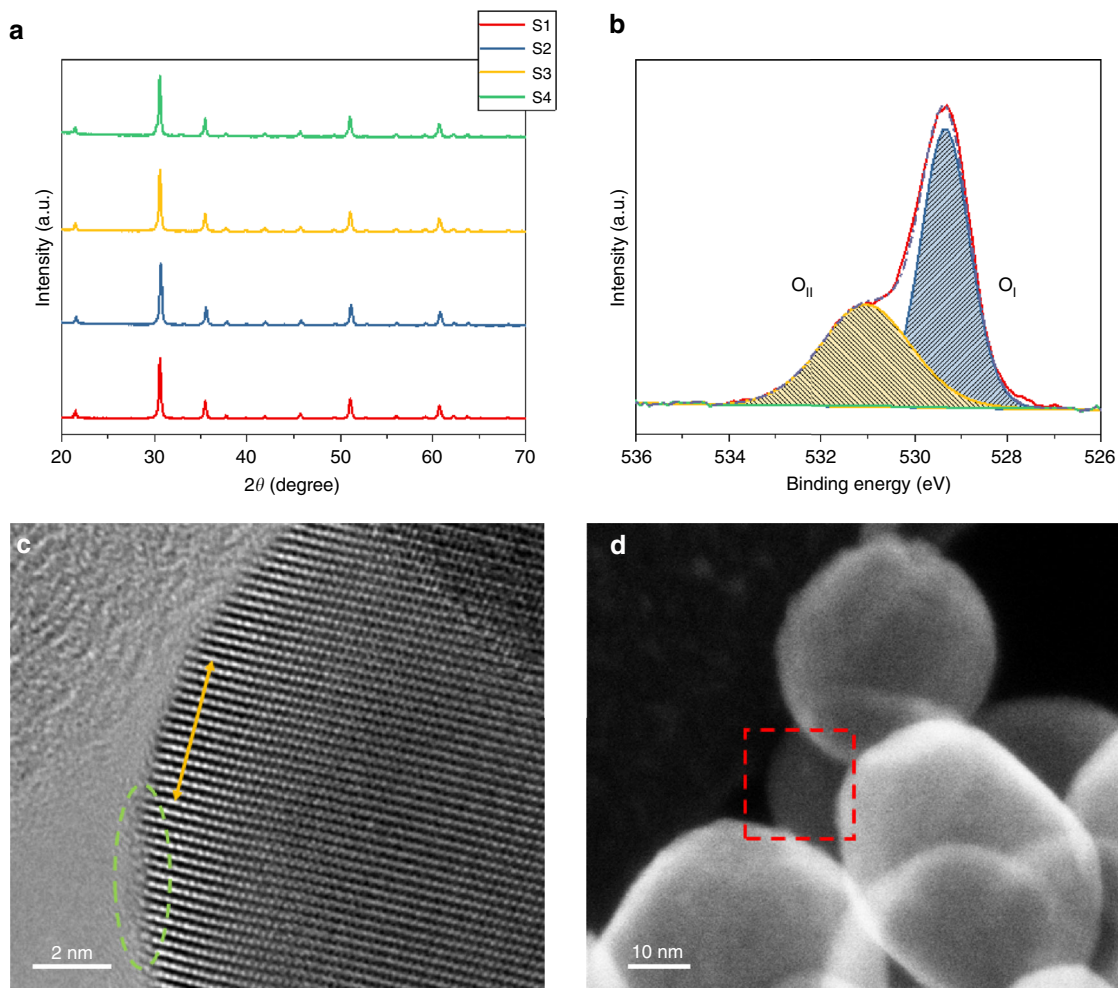 a
S1
S2
S3
S4
Intensity (a.u.)
20 30 40 50 60 70
2θ (degree)
b
Intensity (a.u.)
O_II
O_I
536 534 532 530 528 526
Binding energy (eV)
c
2 nm
d
10 nm